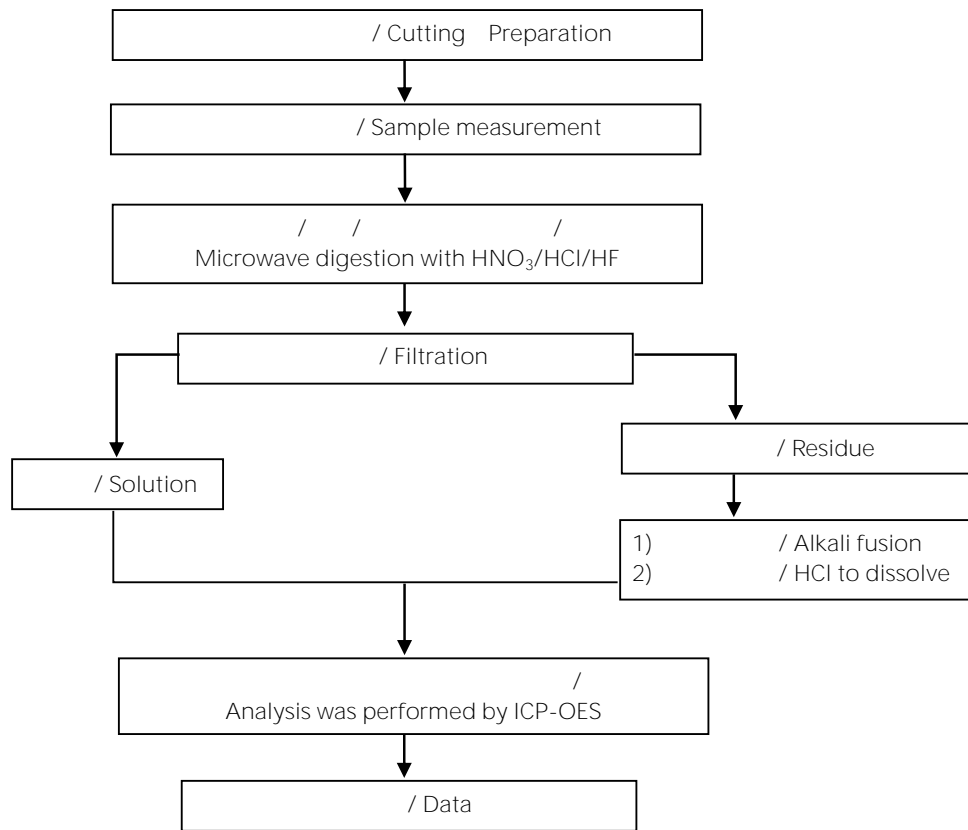 / Cutting Preparation
/ Sample measurement
/ / /
Microwave digestion with HNO₃/HCl/HF
/ Filtration
/ Solution
/ Residue
1) / Alkali fusion
2) / HCl to dissolve
/
Analysis was performed by ICP-OES
/ Data